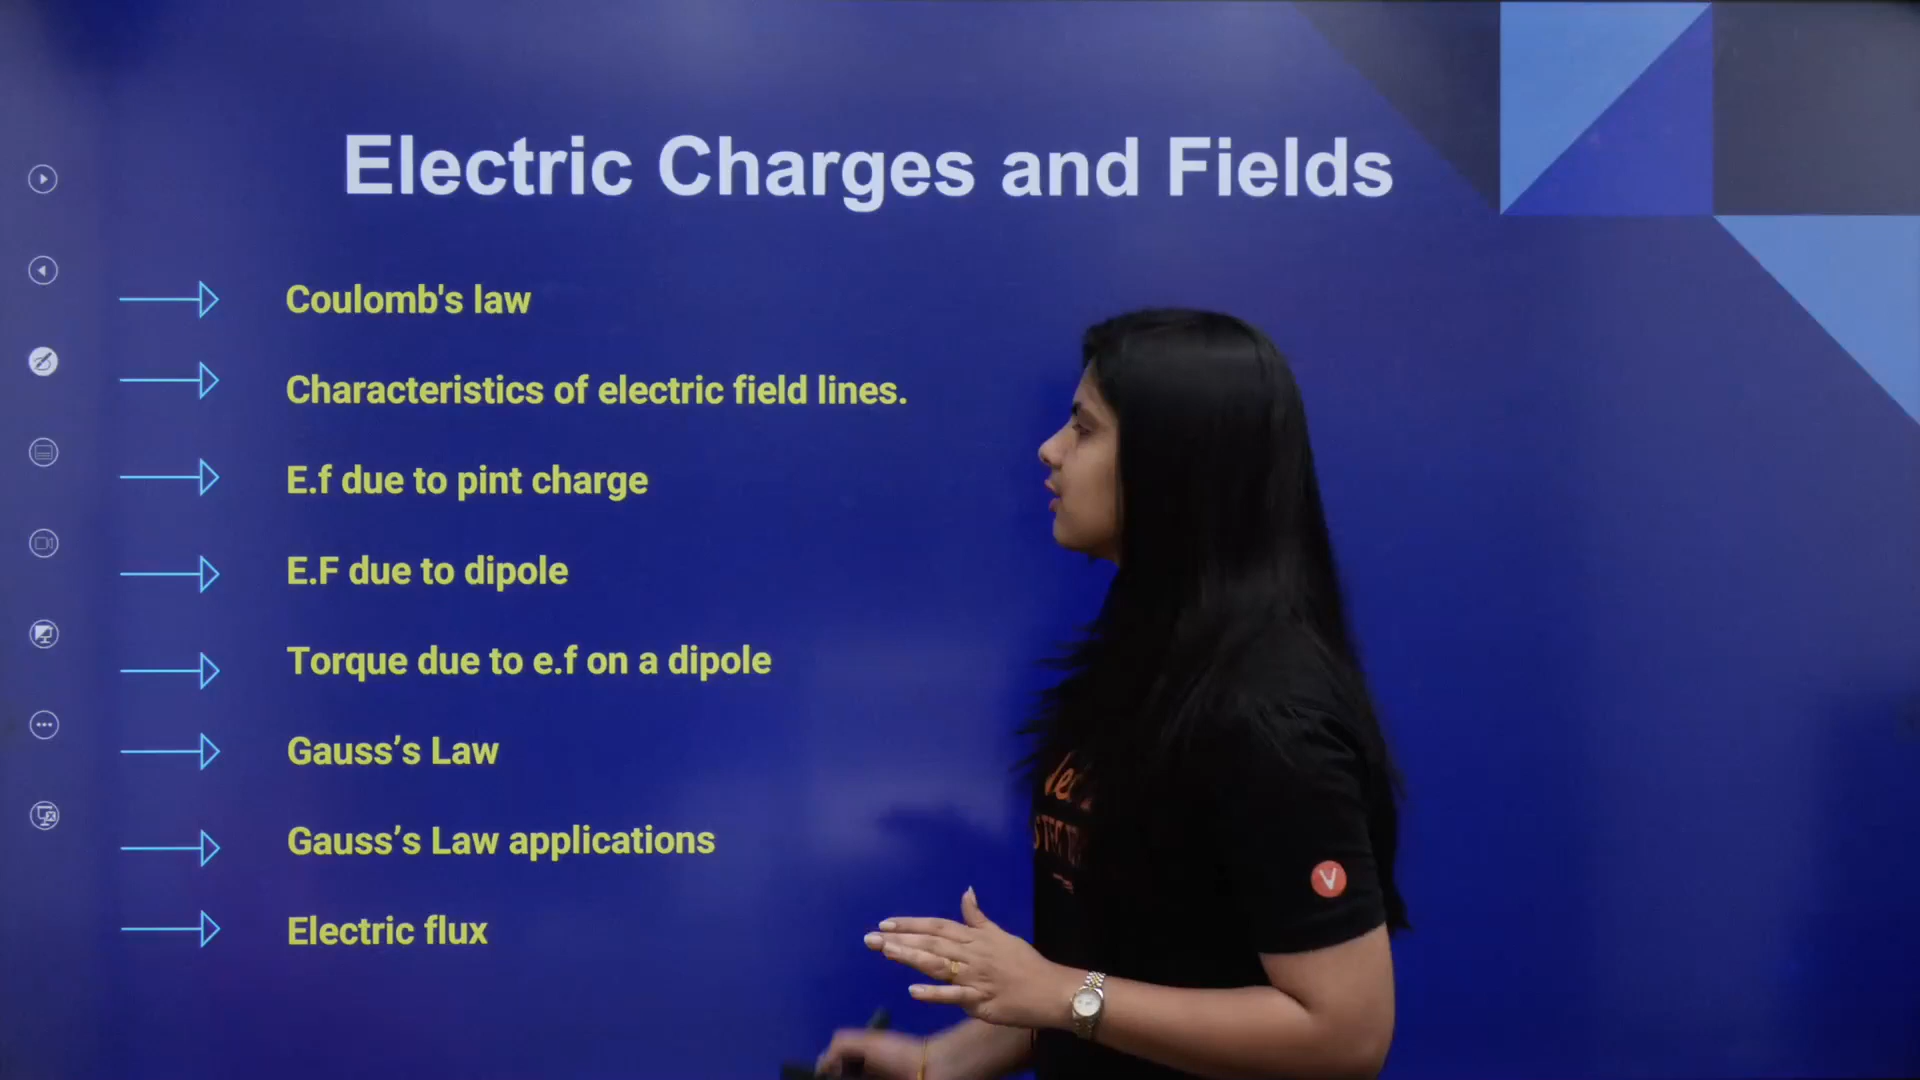 Electric Charges and Fields
Coulomb's law
Characteristics of electric field lines.
E.f due to pint charge
E.F due to dipole
Torque due to e.f on a dipole
Gauss’s Law
Gauss’s Law applications
Electric flux
V